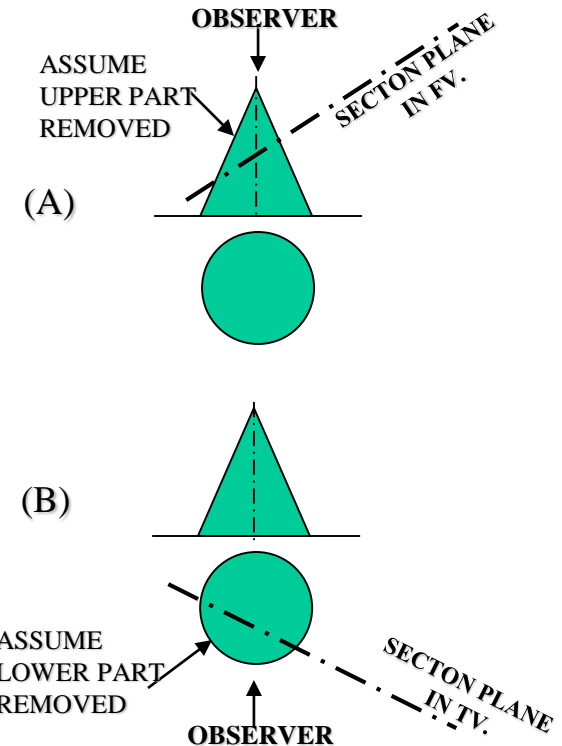 OBSERVER
ASSUME
UPPER PART
REMOVED
SECTON PLANE
IN FV.
(A)
(B)
ASSUME
LOWER PART
REMOVED
SECTON PLANE
IN TV.
OBSERVER